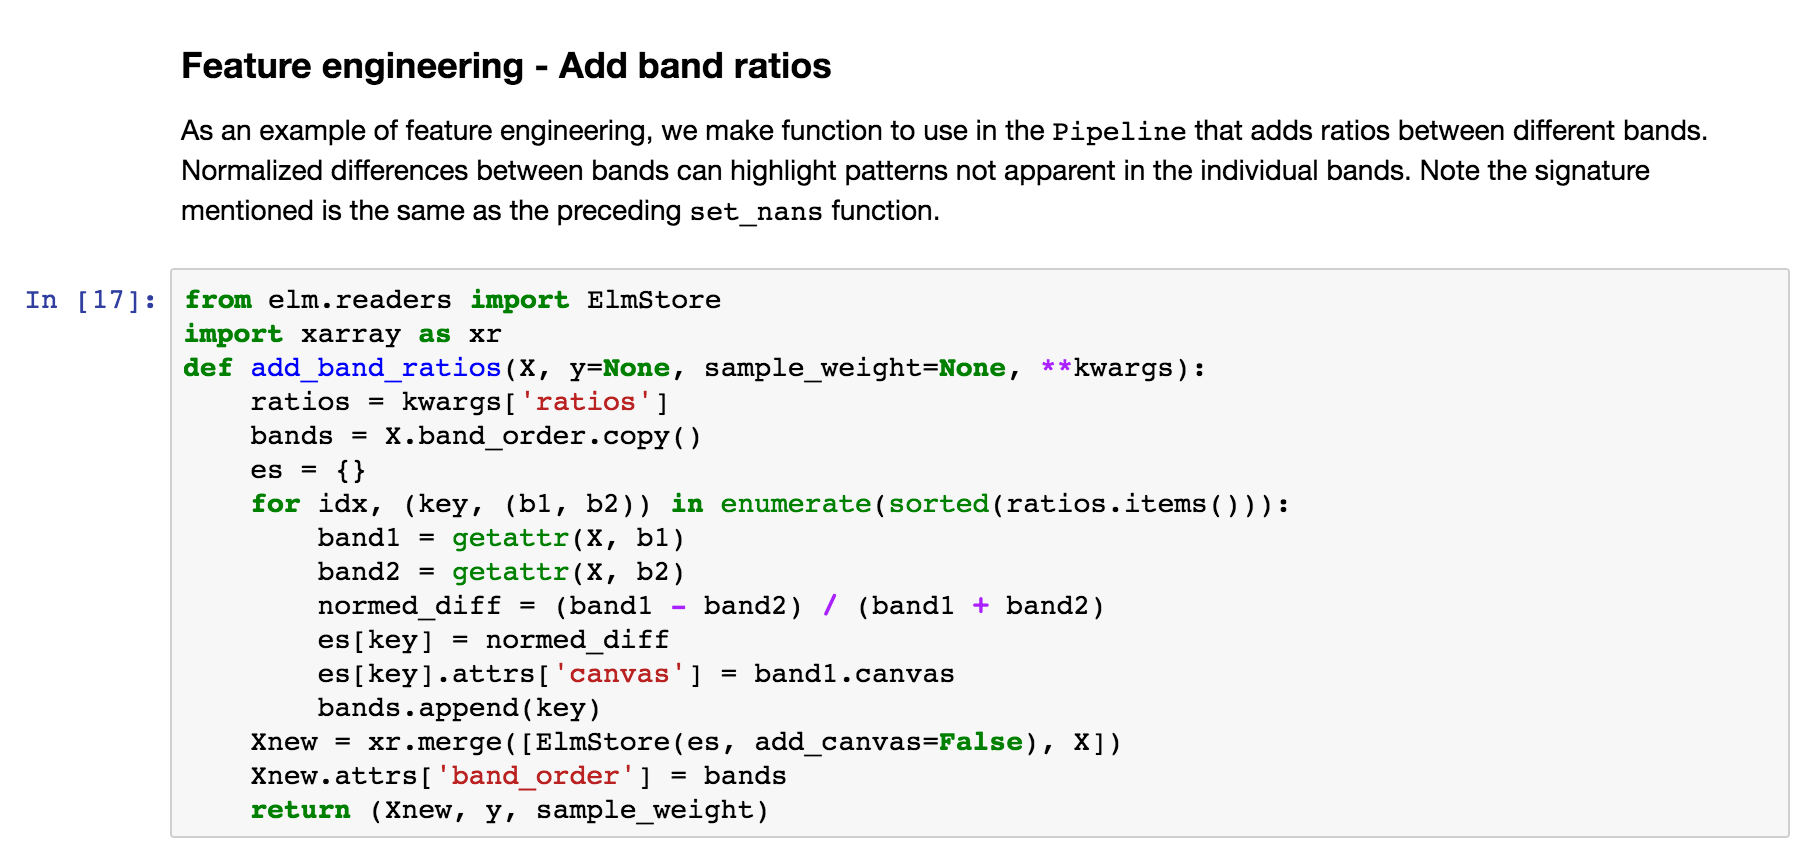 Feature engineering - Add band ratios
As an example of feature engineering, we make function to use in the Pipeline that adds ratios between different bands.
Normalized differences between bands can highlight patterns not apparent in the individual bands. Note the signature
mentioned is the same as the preceding set_nans function.
In [17]:
from elm.readers import ElmStore
import xarray as xr
def add_band_ratios(X, y=None, sample_weight=None, **kwargs):
    ratios = kwargs['ratios']
    bands = X.band_order.copy()
    es = {}
    for idx, (key, (b1, b2)) in enumerate(sorted(ratios.items())):
        band1 = getattr(X, b1)
        band2 = getattr(X, b2)
        normed_diff = (band1 - band2) / (band1 + band2)
        es[key] = normed_diff
        es[key].attrs['canvas'] = band1.canvas
        bands.append(key)
    Xnew = xr.merge([ElmStore(es, add_canvas=False), X])
    Xnew.attrs['band_order'] = bands
    return (Xnew, y, sample_weight)